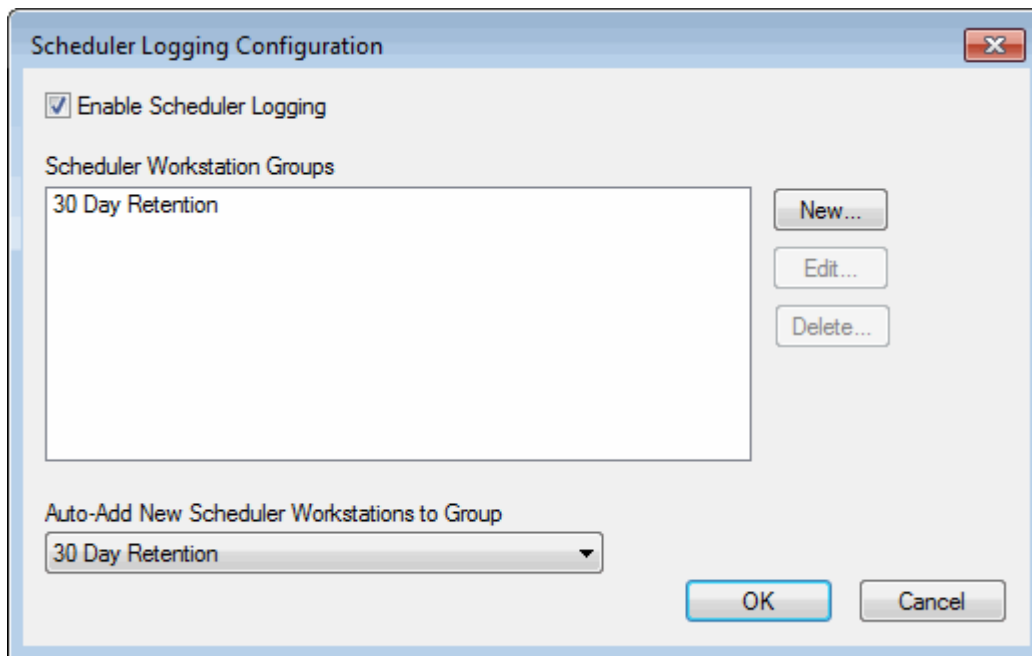 Scheduler Logging Configuration
Enable Scheduler Logging
Scheduler Workstation Groups
30 Day Retention
New...
Edit...
Delete...
Auto-Add New Scheduler Workstations to Group
30 Day Retention
OK
Cancel